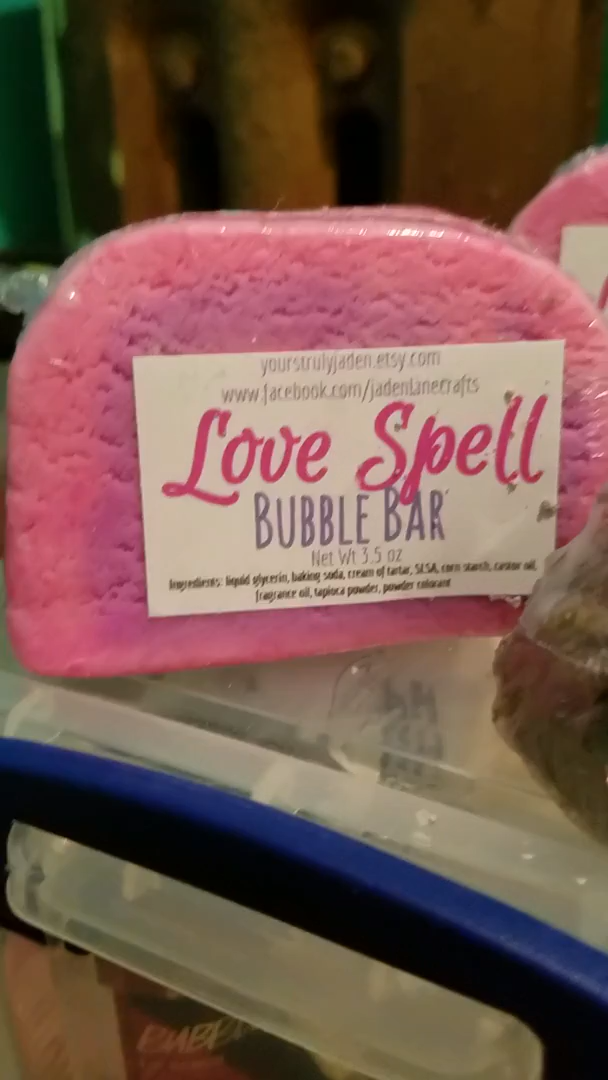 yourstrulyjaden.etsy.com
www.facebook.com/jadenlanecrafts
Love Spell
BUBBLE BAR
Net Wt 3.5 oz
Ingredients: liquid glycerin, baking soda, cream of tartar, SLSA, corn starch, castor oil,
fragrance oil, tapioca powder, powder colorant